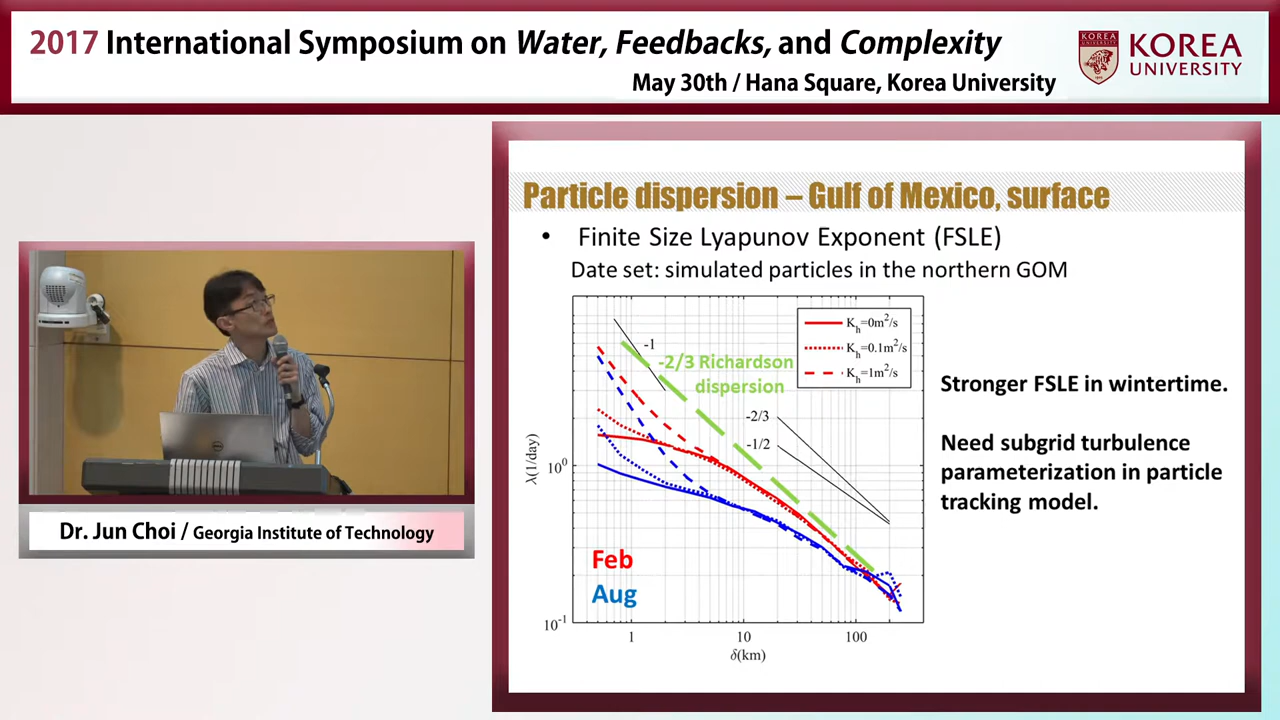 2017 International Symposium on Water, Feedbacks, and Complexity
May 30th / Hana Square, Korea University
KOREA
UNIVERSITY
Particle dispersion – Gulf of Mexico, surface
• Finite Size Lyapunov Exponent (FSLE)
Date set: simulated particles in the northern GOM
K_h=0m²/s
K_h=0.1m²/s
K_h=1m²/s
-1
-2/3 Richardson
dispersion
-2/3
-1/2
λ(1/day)
10⁰
10⁻¹
Feb
Aug
1
10
100
δ(km)
Stronger FSLE in wintertime.
Need subgrid turbulence
parameterization in particle
tracking model.
Dr. Jun Choi / Georgia Institute of Technology